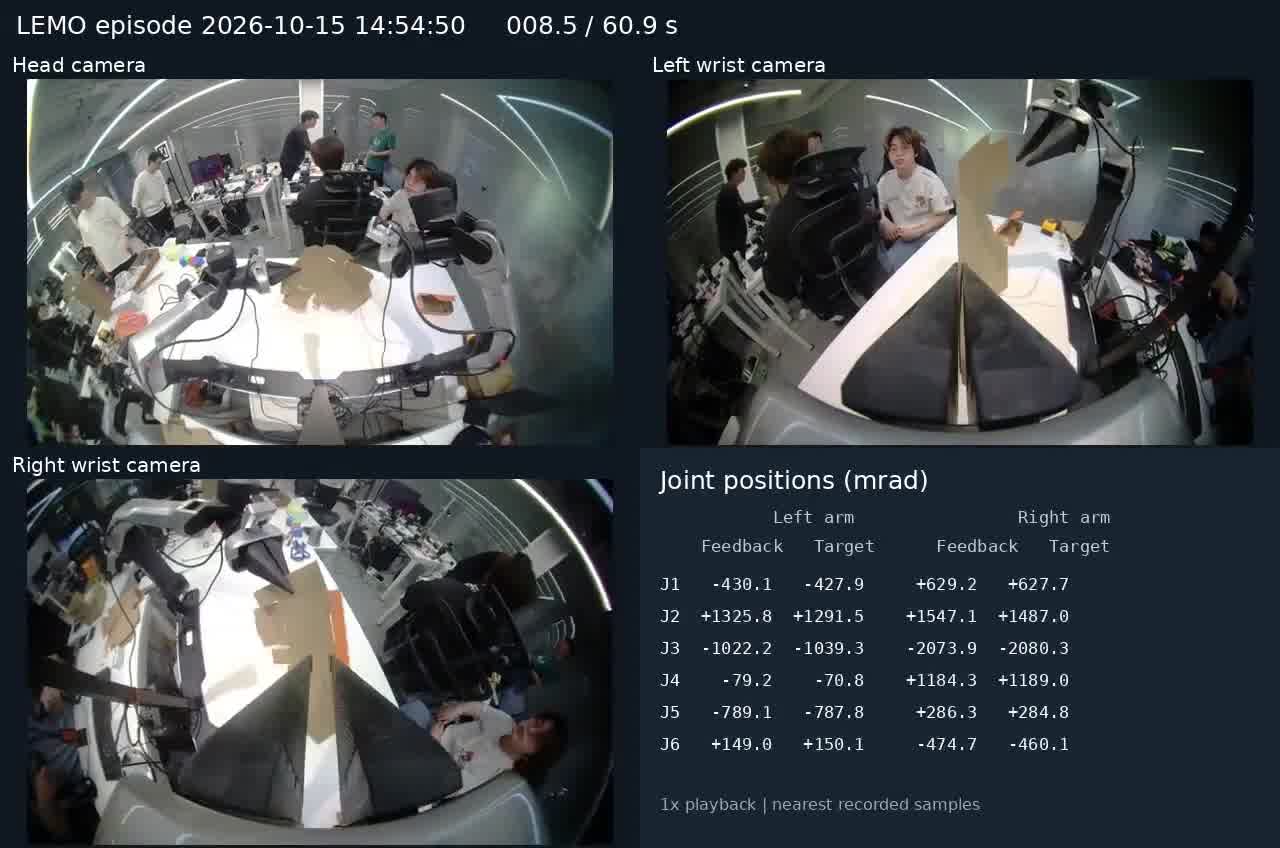 LEMO episode 2026-10-15 14:54:50 008.5 / 60.9 s
Head camera
Left wrist camera
Right wrist camera
Joint positions (mrad)
Left arm Right arm
Feedback Target Feedback Target
J1 -430.1 -427.9 +629.2 +627.7
J2 +1325.8 +1291.5 +1547.1 +1487.0
J3 -1022.2 -1039.3 -2073.9 -2080.3
J4 -79.2 -70.8 +1184.3 +1189.0
J5 -789.1 -787.8 +286.3 +284.8
J6 +149.0 +150.1 -474.7 -460.1
1x playback | nearest recorded samples